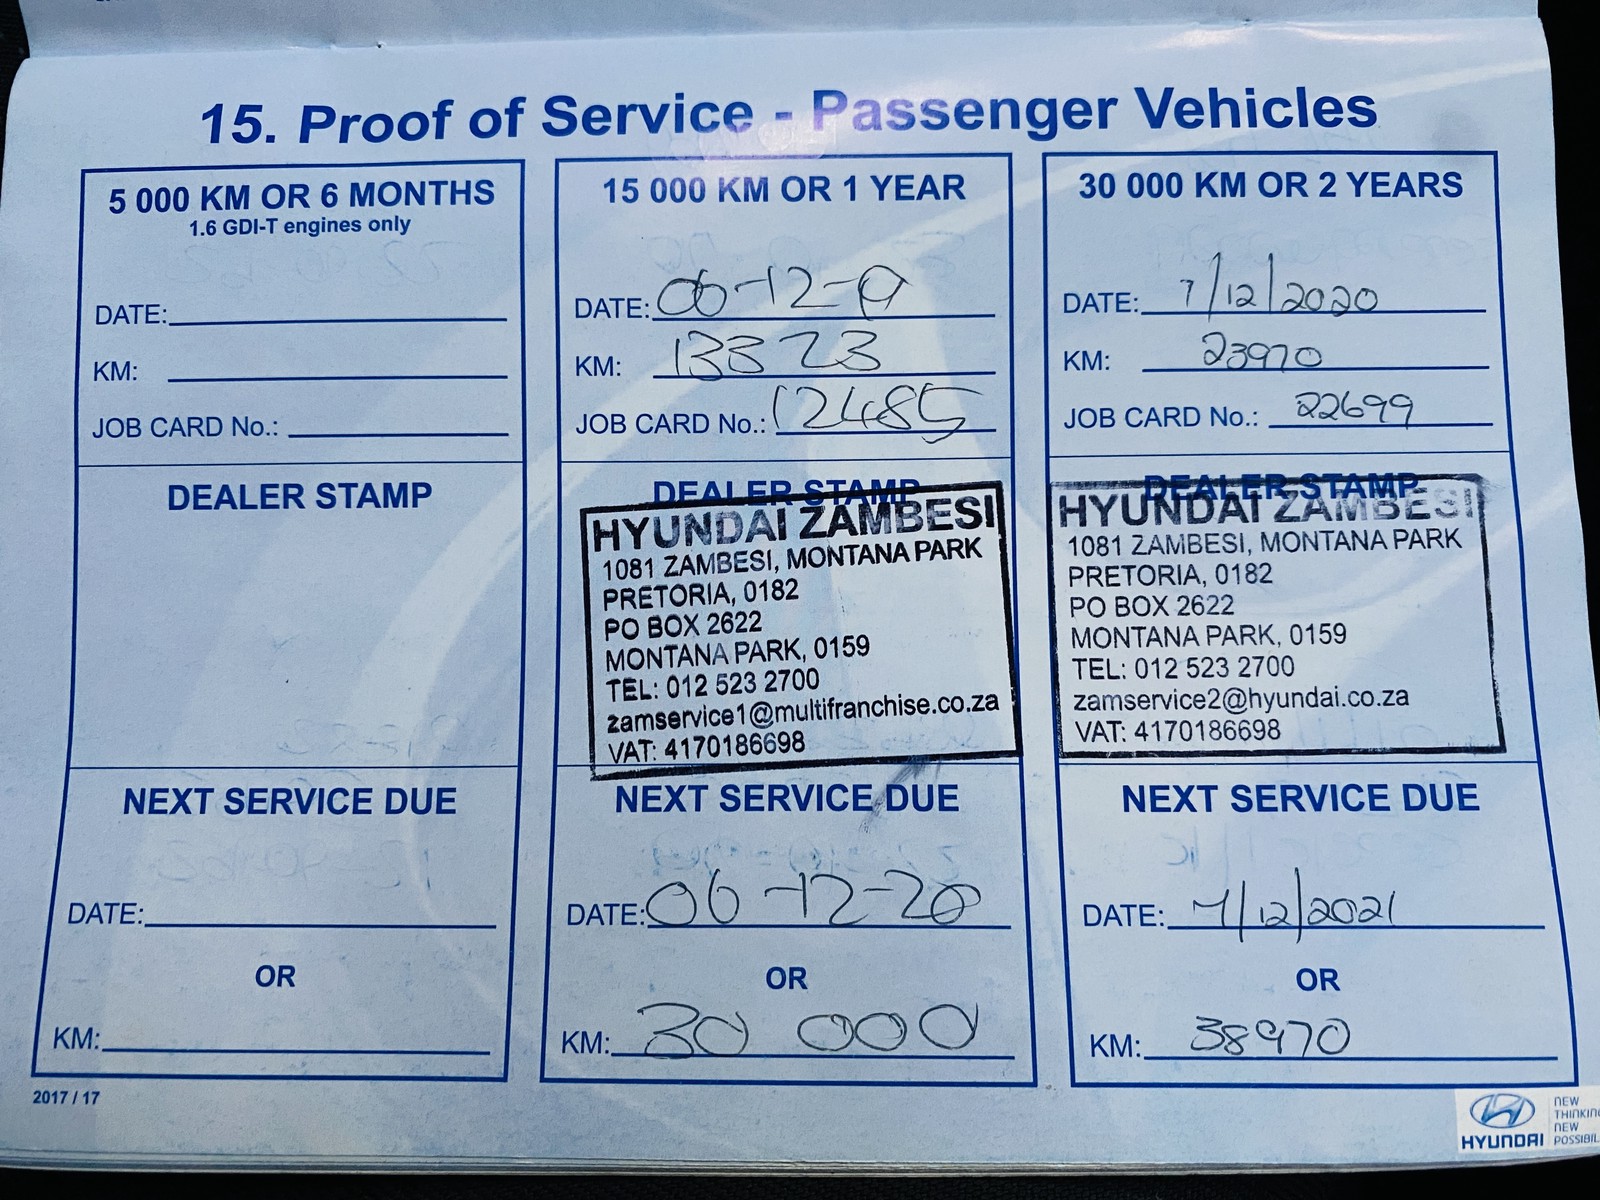 15. Proof of Service - Passenger Vehicles
5 000 KM OR 6 MONTHS
1.6 GDI-T engines only
DATE:
KM:
JOB CARD No.:
DEALER STAMP
NEXT SERVICE DUE
DATE:
OR
KM:
15 000 KM OR 1 YEAR
DATE: 06-12-19
KM: 13323
JOB CARD No.: 12485
DEALER STAMP
HYUNDAI ZAMBESI
1081 ZAMBESI, MONTANA PARK
PRETORIA, 0182
PO BOX 2622
MONTANA PARK, 0159
TEL: 012 523 2700
zamservice1@multifranchise.co.za
VAT: 4170186698
NEXT SERVICE DUE
DATE: 06-12-20
OR
KM: 30 000
30 000 KM OR 2 YEARS
DATE: 7/12/2020
KM: 23970
JOB CARD No.: 22699
DEALER STAMP
HYUNDAI ZAMBESI
1081 ZAMBESI, MONTANA PARK
PRETORIA, 0182
PO BOX 2622
MONTANA PARK, 0159
TEL: 012 523 2700
zamservice2@hyundai.co.za
VAT: 4170186698
NEXT SERVICE DUE
DATE: 7/12/2021
OR
KM: 38970
2017 / 17
HYUNDAI
NEW
THINKING
NEW
POSSIBIL